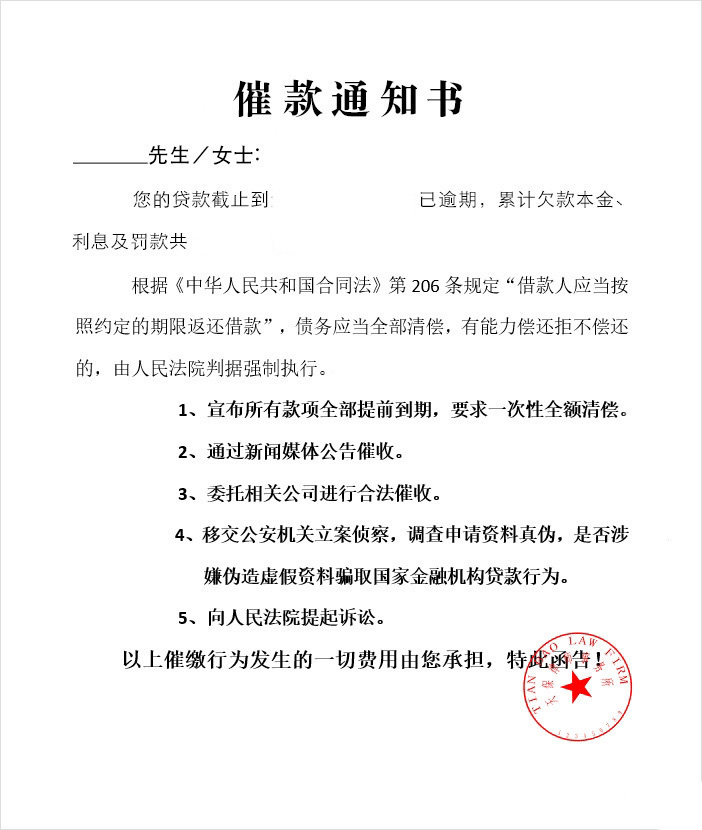 催款通知书
______先生／女士：
您的贷款截止到 已逾期，累计欠款本金、
利息及罚款共
根据《中华人民共和国合同法》第 206 条规定“借款人应当按
照约定的期限返还借款”，债务应当全部清偿，有能力偿还拒不偿还
的，由人民法院判据强制执行。
1、宣布所有款项全部提前到期，要求一次性全额清偿。
2、通过新闻媒体公告催收。
3、委托相关公司进行合法催收。
4、移交公安机关立案侦察，调查申请资料真伪，是否涉
嫌伪造虚假资料骗取国家金融机构贷款行为。
5、向人民法院提起诉讼。
以上催缴行为发生的一切费用由您承担，特此函告！
LAW FIRM